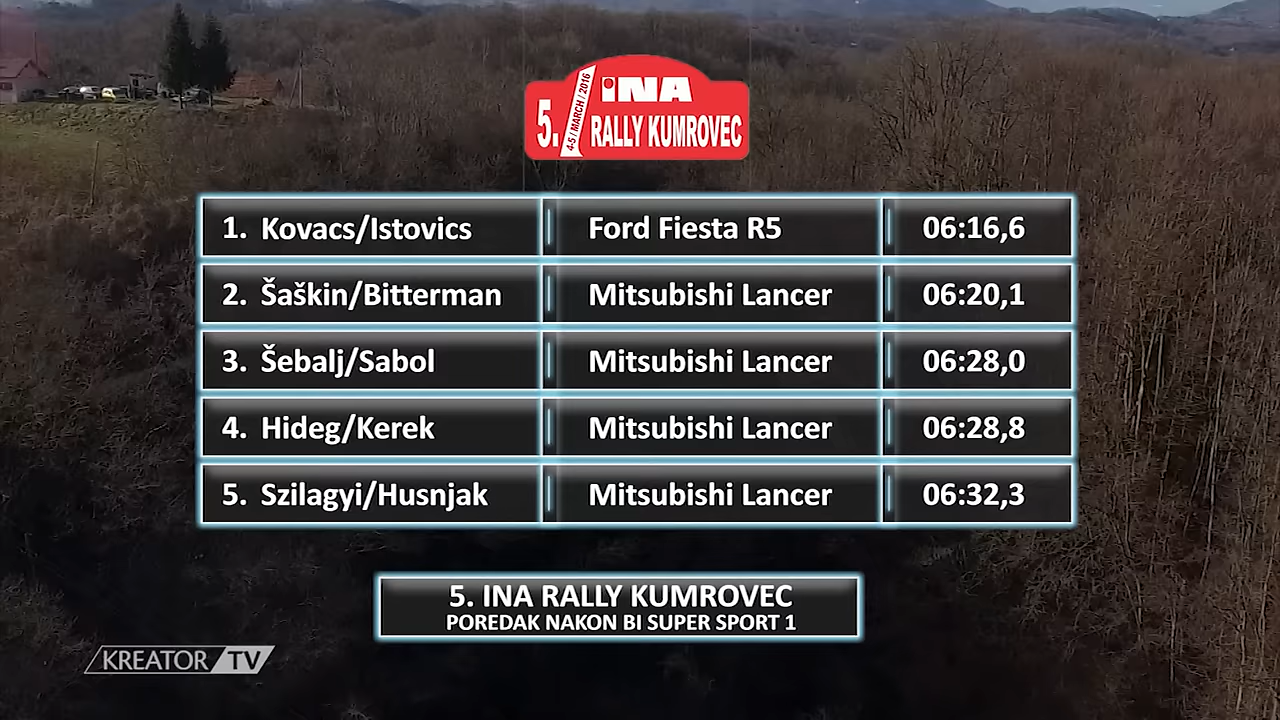 INA
5. 4-5 / MARCH / 2016 RALLY KUMROVEC
1. Kovacs/Istovics Ford Fiesta R5 06:16,6
2. Šaškin/Bitterman Mitsubishi Lancer 06:20,1
3. Šebalj/Sabol Mitsubishi Lancer 06:28,0
4. Hideg/Kerek Mitsubishi Lancer 06:28,8
5. Szilagyi/Husnjak Mitsubishi Lancer 06:32,3
5. INA RALLY KUMROVEC
POREDAK NAKON BI SUPER SPORT 1
KREATOR TV